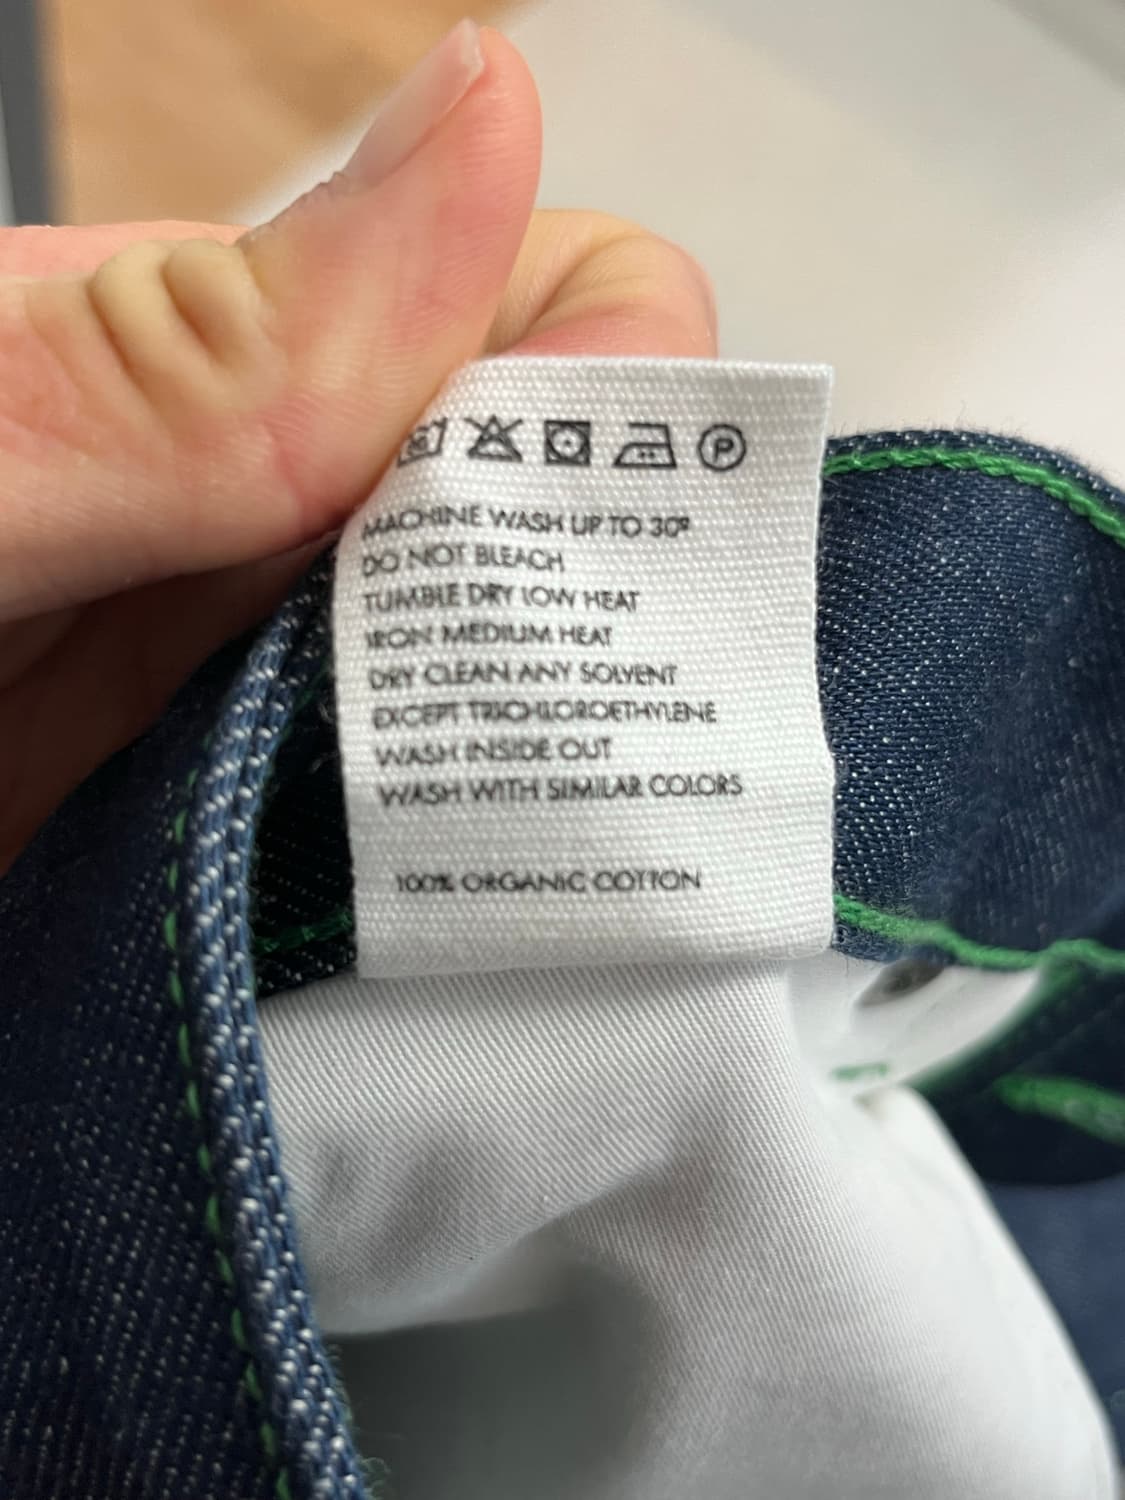 P
MACHINE WASH UP TO 30º
DO NOT BLEACH
TUMBLE DRY LOW HEAT
IRON MEDIUM HEAT
DRY CLEAN ANY SOLVENT
EXCEPT TRICHLOROETHYLENE
WASH INSIDE OUT
WASH WITH SIMILAR COLORS
100% ORGANIC COTTON